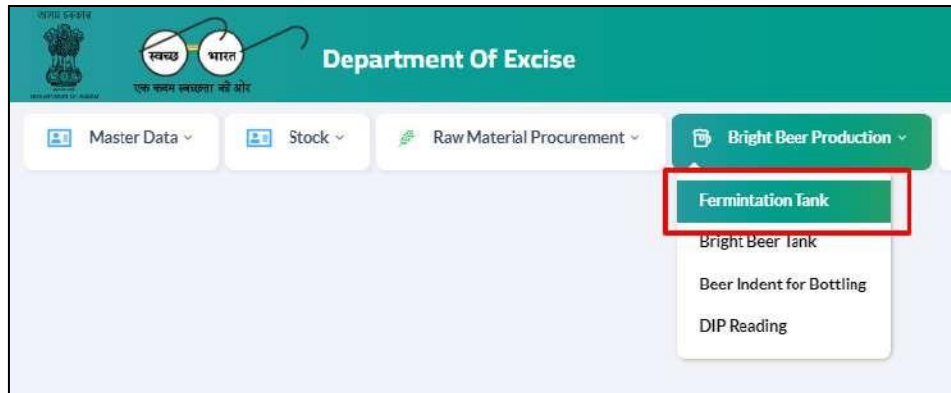 स्वच्छ भारत
एक कदम स्वच्छता की ओर
Department Of Excise
Master Data
Stock
Raw Material Procurement
Bright Beer Production
Fermintation Tank
Bright Beer Tank
Beer Indent for Bottling
DIP Reading